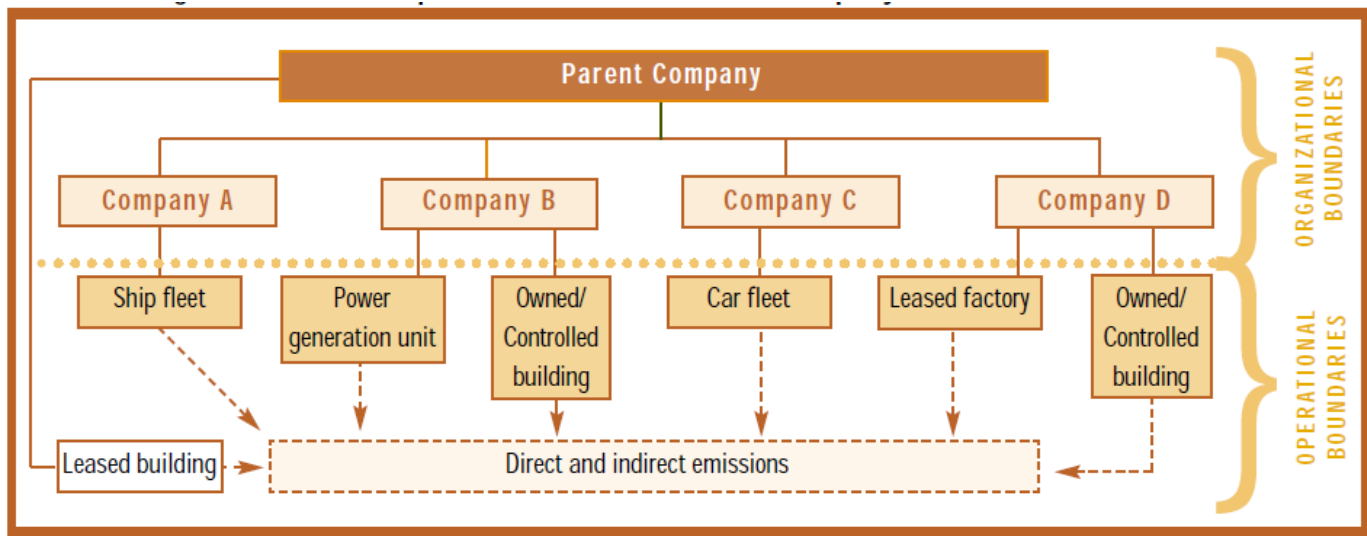 Parent Company
Company A
Company B
Company C
Company D
ORGANIZATIONAL
BOUNDARIES
Ship fleet
Power
generation unit
Owned/
Controlled
building
Car fleet
Leased factory
Owned/
Controlled
building
OPERATIONAL
BOUNDARIES
Leased building
Direct and indirect emissions